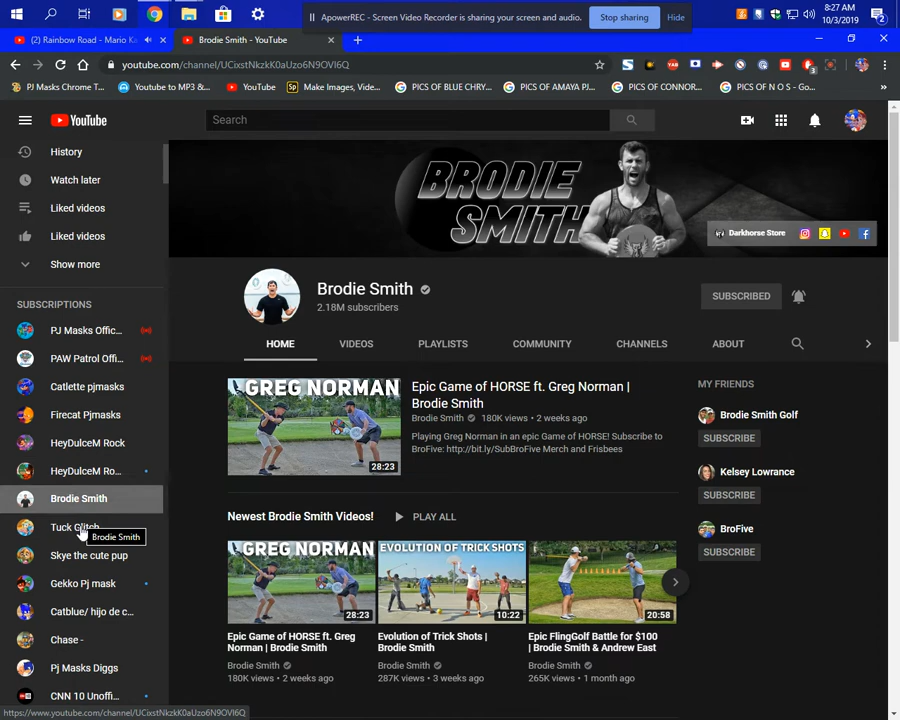 ApowerREC - Screen Video Recorder is sharing your screen and audio.
Stop sharing
Hide
8:27 AM
10/3/2019
2
(2) Rainbow Road - Mario Ka
Brodie Smith - YouTube
youtube.com/channel/UCixstNkzkK0aUzo6N9OVI6Q
3
PJ Masks Chrome T...
Youtube to MP3 &...
YouTube
Sp Make Images, Vide...
PICS OF BLUE CHRY...
PICS OF AMAYA PJ...
PICS OF CONNOR...
PICS OF N O S - Go...
YouTube
Search
History
Watch later
Liked videos
Liked videos
Show more
SUBSCRIPTIONS
PJ Masks Offic...
PAW Patrol Offi...
Catlette pjmasks
Firecat Pjmasks
HeyDulceM Rock
HeyDulceM Ro...
Brodie Smith
Tuck Glitch
Brodie Smith
Skye the cute pup
Gekko Pj mask
Catblue/ hijo de c...
Chase -
Pj Masks Diggs
CNN 10 Unoffi...
https://www.youtube.com/channel/UCixstNkzkK0aUzo6N9OVI6Q
BRODIE
SMITH
Darkhorse Store
Brodie Smith
2.18M subscribers
SUBSCRIBED
HOME
VIDEOS
PLAYLISTS
COMMUNITY
CHANNELS
ABOUT
GREG NORMAN
28:23
Epic Game of HORSE ft. Greg Norman |
Brodie Smith
Brodie Smith 180K views • 2 weeks ago
Playing Greg Norman in an epic Game of HORSE! Subscribe to
BroFive: http://bit.ly/SubBroFive Merch and Frisbees
MY FRIENDS
Brodie Smith Golf
SUBSCRIBE
Kelsey Lowrance
SUBSCRIBE
BroFive
SUBSCRIBE
Newest Brodie Smith Videos!
PLAY ALL
GREG NORMAN
28:23
EVOLUTION OF TRICK SHOTS
10:22
20:58
Epic Game of HORSE ft. Greg
Norman | Brodie Smith
Brodie Smith
180K views • 2 weeks ago
Evolution of Trick Shots |
Brodie Smith
Brodie Smith
287K views • 3 weeks ago
Epic FlingGolf Battle for $100
| Brodie Smith & Andrew East
Brodie Smith
265K views • 1 month ago